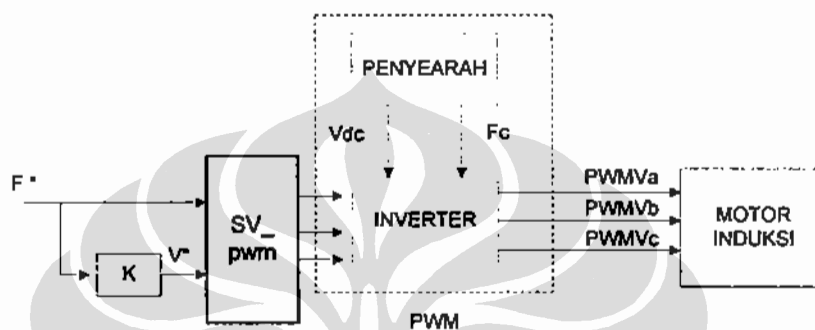 PENYEARAH
Vdc
Fc
F*
K
V*
SV_
pwm
INVERTER
PWMVa
PWMVb
PWMVc
MOTOR
INDUKSI
PWM